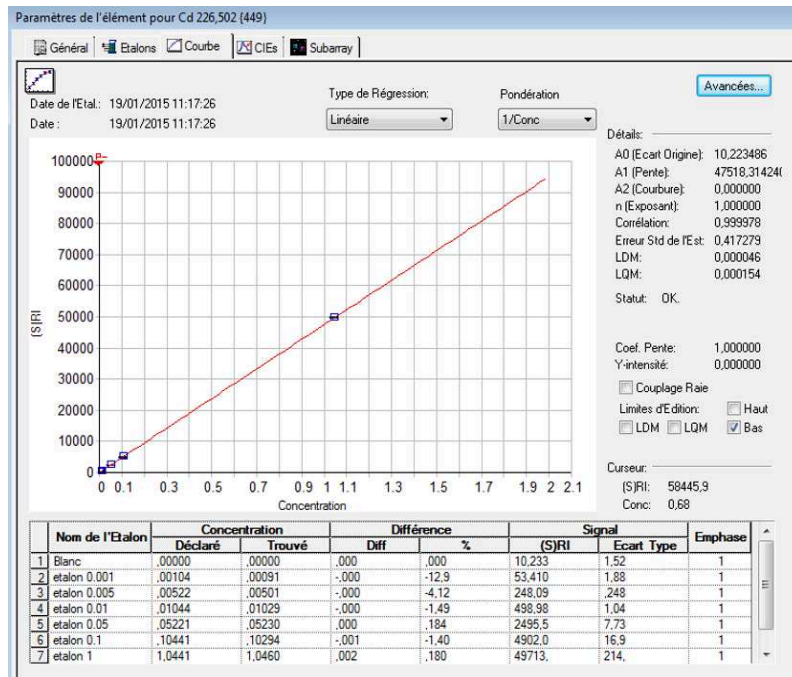 Paramètres de l'élément pour Cd 226,502 {449}
Général Etalons Courbe CIEs Subarray
Date de l'Etal.: 19/01/2015 11:17:26
Date : 19/01/2015 11:17:26
Type de Régression:
Linéaire
Pondération
1/Conc
Avancées...
Détails:
A0 (Ecart Origine): 10,223486
A1 (Pente): 47518,31424(
A2 (Courbure): 0,000000
n (Exposant): 1,000000
Corrélation: 0,999978
Erreur Std de l'Est: 0,417279
LDM: 0,000046
LQM: 0,000154
Statut: OK.
Coef. Pente: 1,000000
Y-intensité: 0,000000
Couplage Raie
Limites d'Edition: Haut
LDM LQM Bas
Curseur:
(S)RI: 58445,9
Conc: 0,68
(S)RI
100000
90000
80000
70000
60000
50000
40000
30000
20000
10000
0
0 0.1 0.3 0.5 0.7 0.9 1 1.1 1.3 1.5 1.7 1.9 2 2.1
Concentration
Nom de l'Etalon Concentration Différence Signal Emphase
Déclaré Trouvé Diff % (S)RI Ecart Type
1 Blanc ,00000 ,00000 ,000 ,000 10,233 1,52 1
2 etalon 0.001 ,00104 ,00091 -,000 -12,9 53,410 1,88 1
3 etalon 0.005 ,00522 ,00501 -,000 -4,12 248,09 ,248 1
4 etalon 0.01 ,01044 ,01029 -,000 -1,49 498,98 1,04 1
5 etalon 0.05 ,05221 ,05230 ,000 ,184 2495,5 7,73 1
6 etalon 0.1 ,10441 ,10294 -,001 -1,40 4902,0 16,9 1
7 etalon 1 1,0441 1,0460 ,002 ,180 49713, 214, 1